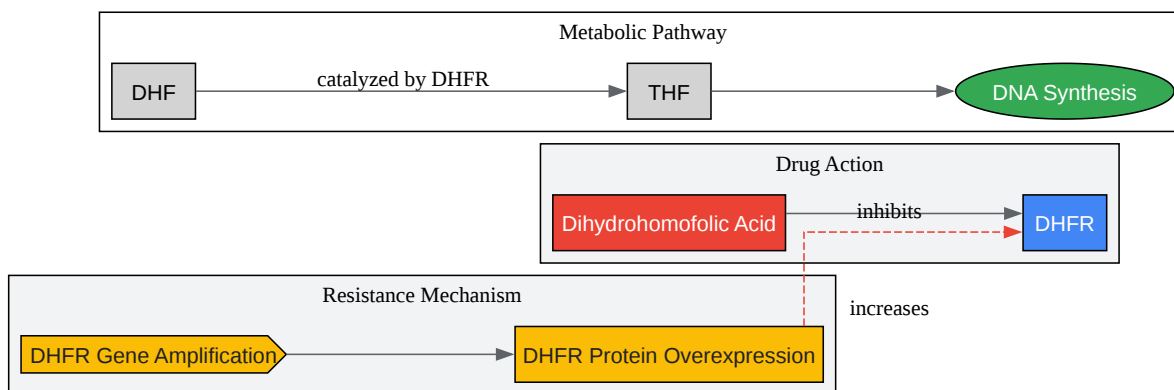 Metabolic Pathway
DHF
catalyzed by DHFR
THF
DNA Synthesis
Drug Action
Dihydrohomofolic Acid
inhibits
DHFR
Resistance Mechanism
increases
DHFR Gene Amplification
DHFR Protein Overexpression